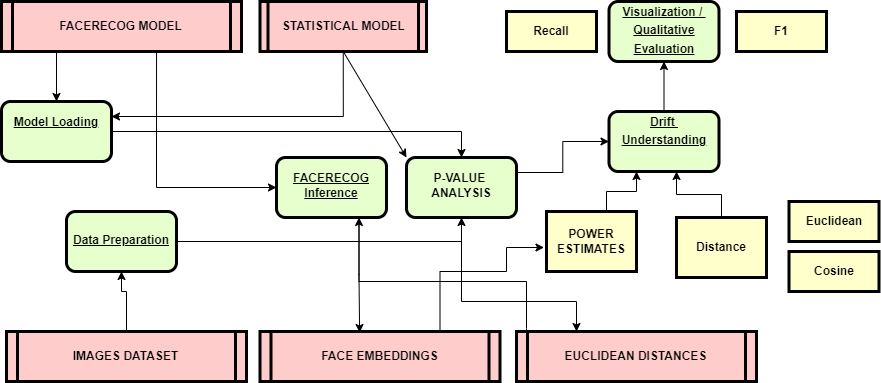 FACERECOG MODEL
STATISTICAL MODEL
Recall
Visualization /
Qualitative
Evaluation
F1
Model Loading
Drift
Understanding
FACERECOG
Inference
P-VALUE
ANALYSIS
Data Preparation
POWER
ESTIMATES
Distance
Euclidean
Cosine
IMAGES DATASET
FACE EMBEDDINGS
EUCLIDEAN DISTANCES